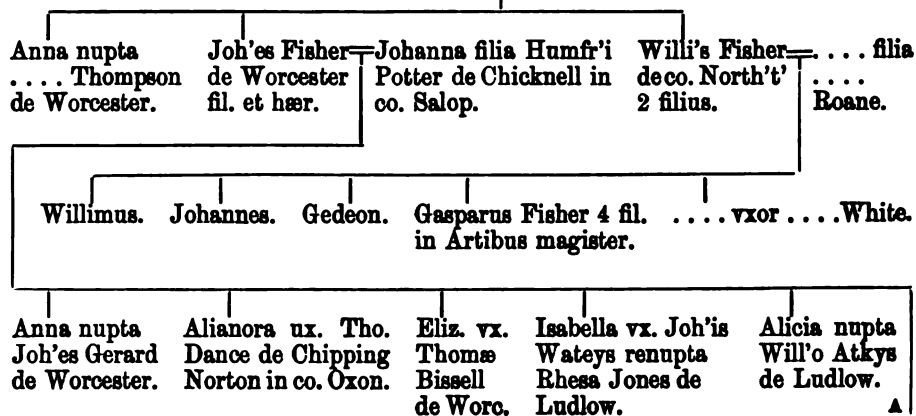 Anna nupta
.... Thompson
de Worcester.
Joh'es Fisher
de Worcester
fil. et hær.
Johanna filia Humfr'i
Potter de Chicknell in
co. Salop.
Willi's Fisher
de co. North't'
2 filius.
.... filia
....
Roane.
Willimus.
Johannes.
Gedeon.
Gasparus Fisher 4 fil.
in Artibus magister.
.... vxor .... White.
Anna nupta
Joh'es Gerard
de Worcester.
Alianora ux. Tho.
Dance de Chipping
Norton in co. Oxon.
Eliz. vx.
Thomæ
Bissell
de Worc.
Isabella vx. Joh'is
Wateys renupta
Rhesa Jones de
Ludlow.
Alicia nupta
Will'o Atkys
de Ludlow.
A